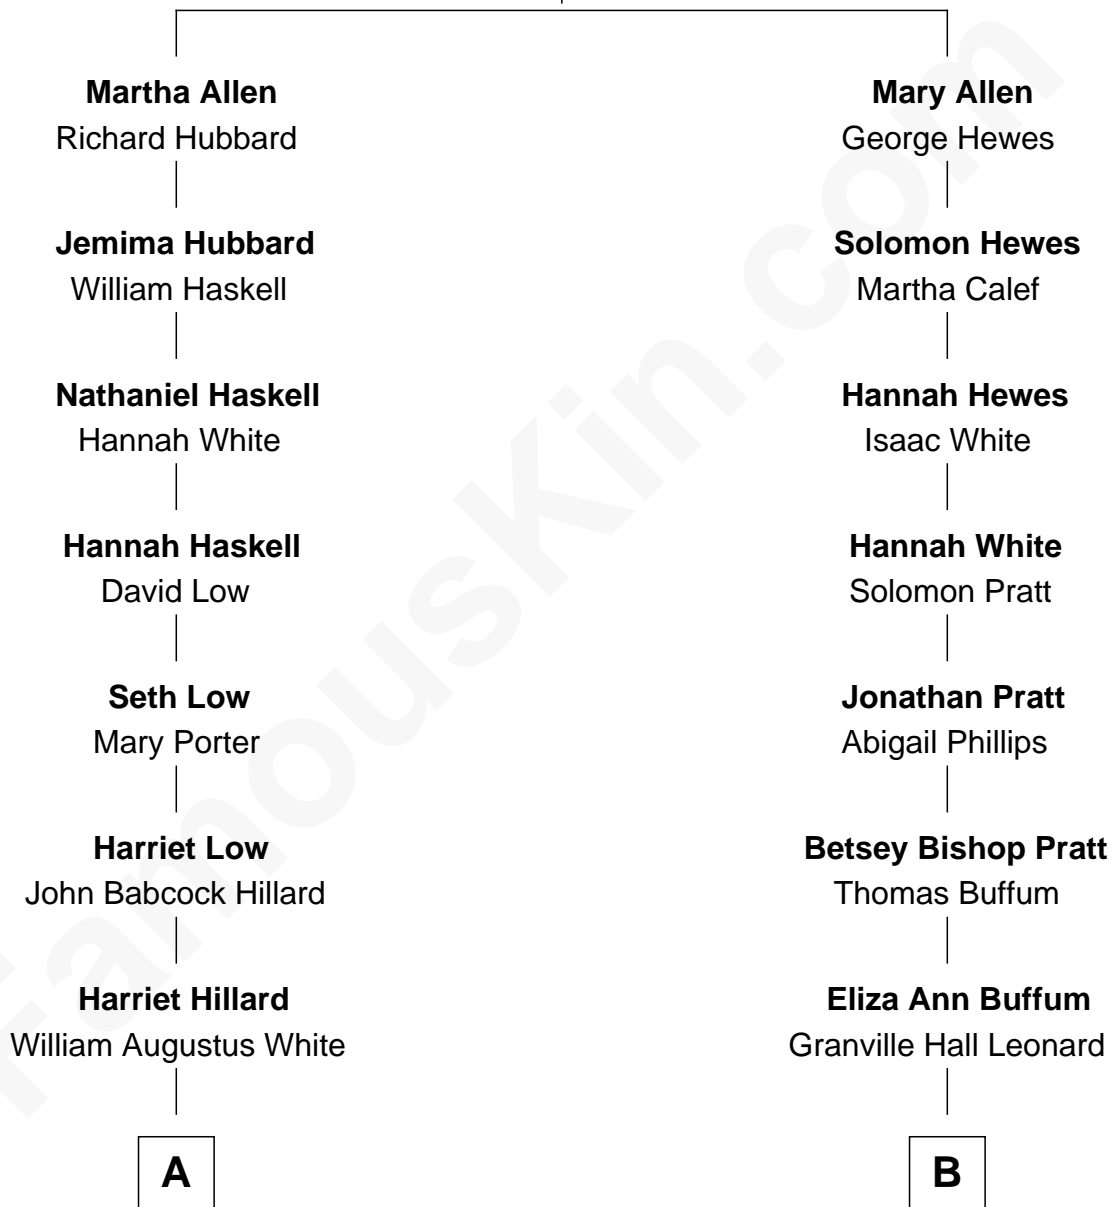 Martha Allen
Richard Hubbard
Jemima Hubbard
William Haskell
Nathaniel Haskell
Hannah White
Hannah Haskell
David Low
Seth Low
Mary Porter
Harriet Low
John Babcock Hillard
Harriet Hillard
William Augustus White
A
Mary Allen
George Hewes
Solomon Hewes
Martha Calef
Hannah Hewes
Isaac White
Hannah White
Solomon Pratt
Jonathan Pratt
Abigail Phillips
Betsey Bishop Pratt
Thomas Buffum
Eliza Ann Buffum
Granville Hall Leonard
B
FamousKin.com